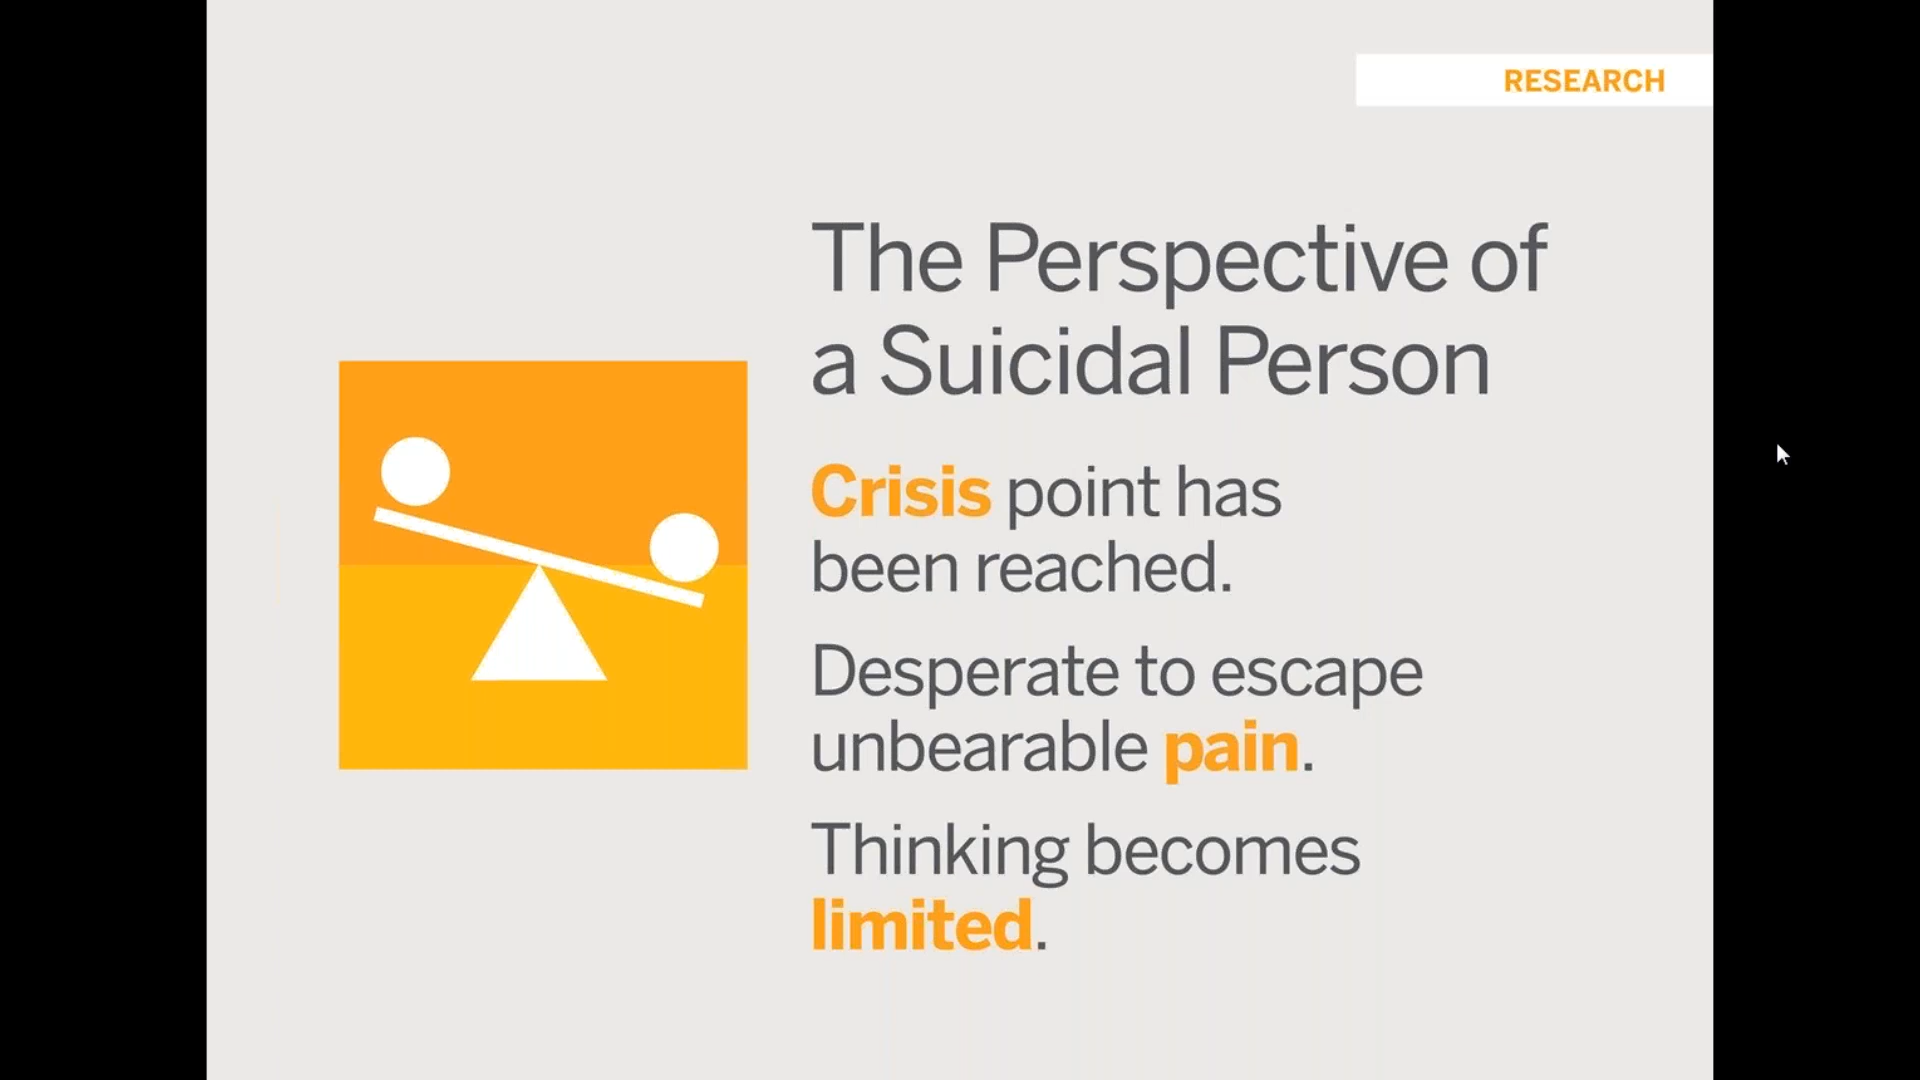 RESEARCH
The Perspective of
a Suicidal Person
Crisis point has
been reached.
Desperate to escape
unbearable pain.
Thinking becomes
limited.